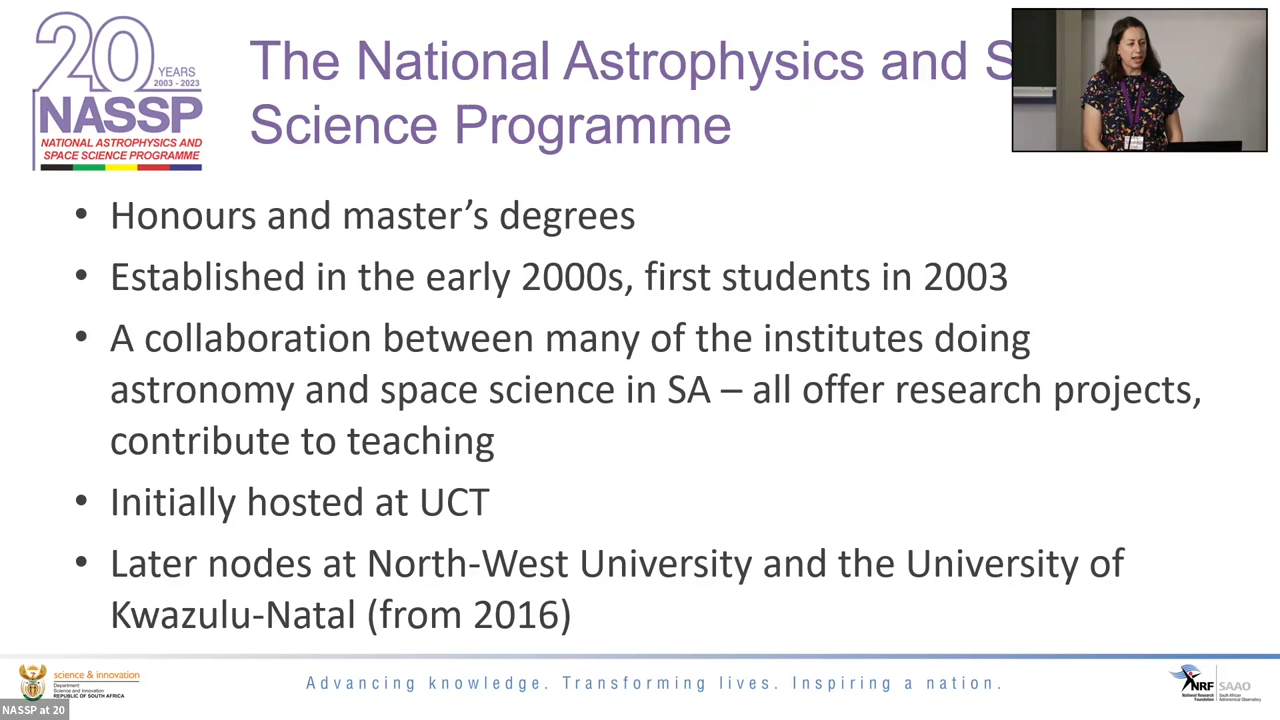 20
YEARS
2003 - 2023
NASSP
NATIONAL ASTROPHYSICS AND
SPACE SCIENCE PROGRAMME
The National Astrophysics and S
Science Programme
• Honours and master’s degrees
• Established in the early 2000s, first students in 2003
• A collaboration between many of the institutes doing
astronomy and space science in SA – all offer research projects,
contribute to teaching
• Initially hosted at UCT
• Later nodes at North-West University and the University of
Kwazulu-Natal (from 2016)
science & innovation
Department:
Science and Innovation
REPUBLIC OF SOUTH AFRICA
Advancing knowledge. Transforming lives. Inspiring a nation.
NRF SAAO
National Research
Foundation
South African
Astronomical Observatory
NASSP at 20